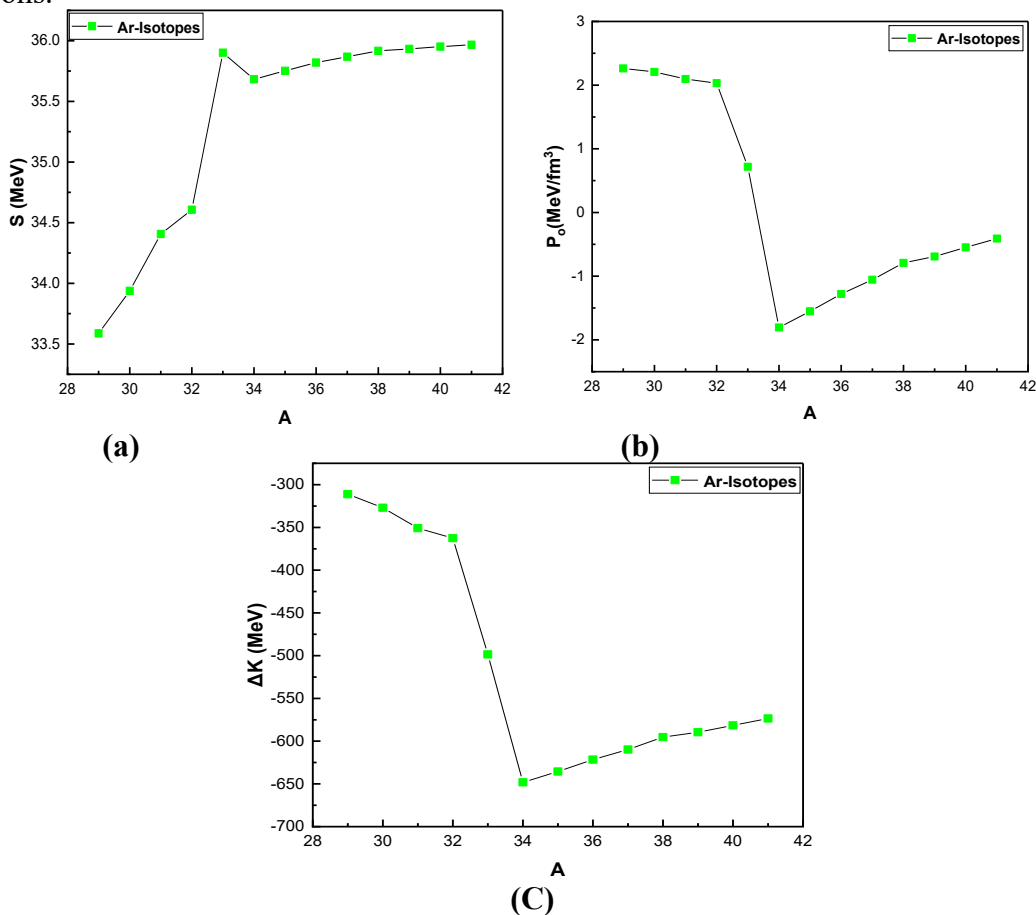 ons.
Ar-Isotopes
36.0
35.5
35.0
34.5
34.0
33.5
S (MeV)
28 30 32 34 36 38 40 42
A
(a)
Ar-Isotopes
3
2
1
0
-1
-2
P₀(MeV/fm³)
28 30 32 34 36 38 40 42
A
(b)
Ar-Isotopes
-300
-350
-400
-450
-500
-550
-600
-650
-700
ΔK (MeV)
28 30 32 34 36 38 40 42
A
(C)